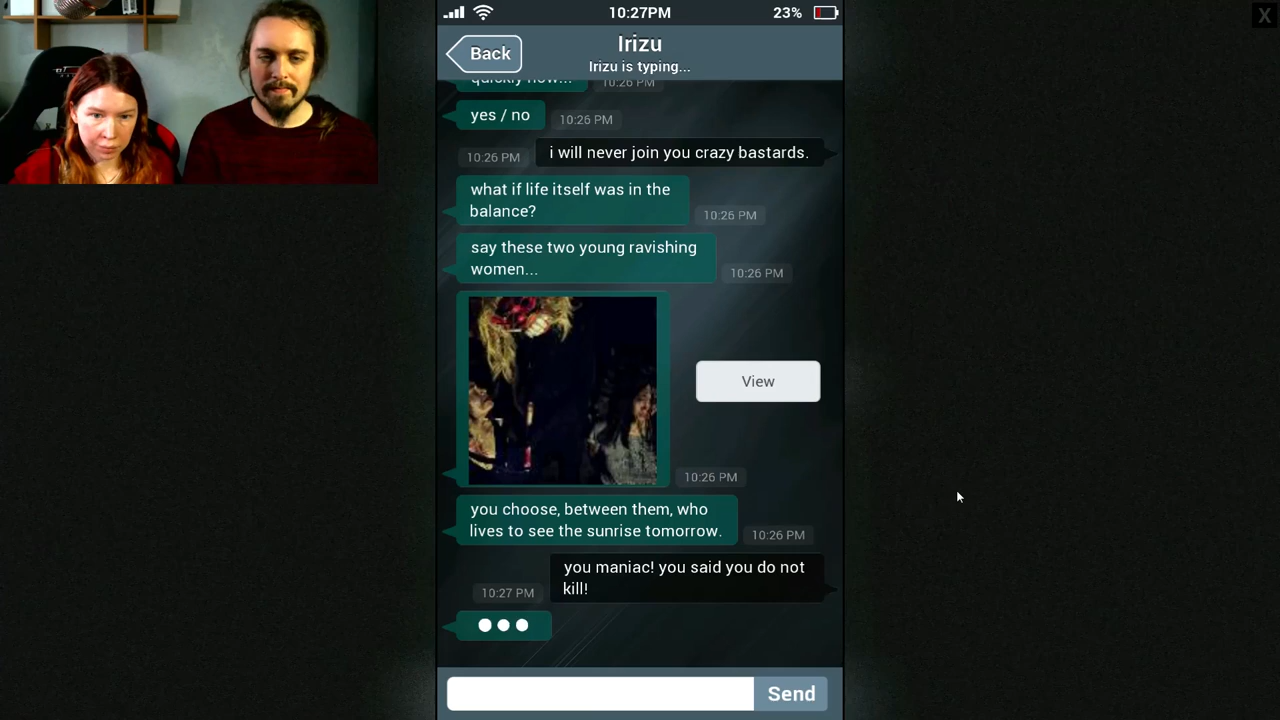 10:27PM
23%
X
Back
Irizu
Irizu is typing...
quickly now...
10:26 PM
yes / no
10:26 PM
i will never join you crazy bastards.
10:26 PM
what if life itself was in the
balance?
10:26 PM
say these two young ravishing
women...
10:26 PM
View
10:26 PM
you choose, between them, who
lives to see the sunrise tomorrow.
10:26 PM
you maniac! you said you do not
kill!
10:27 PM
Send